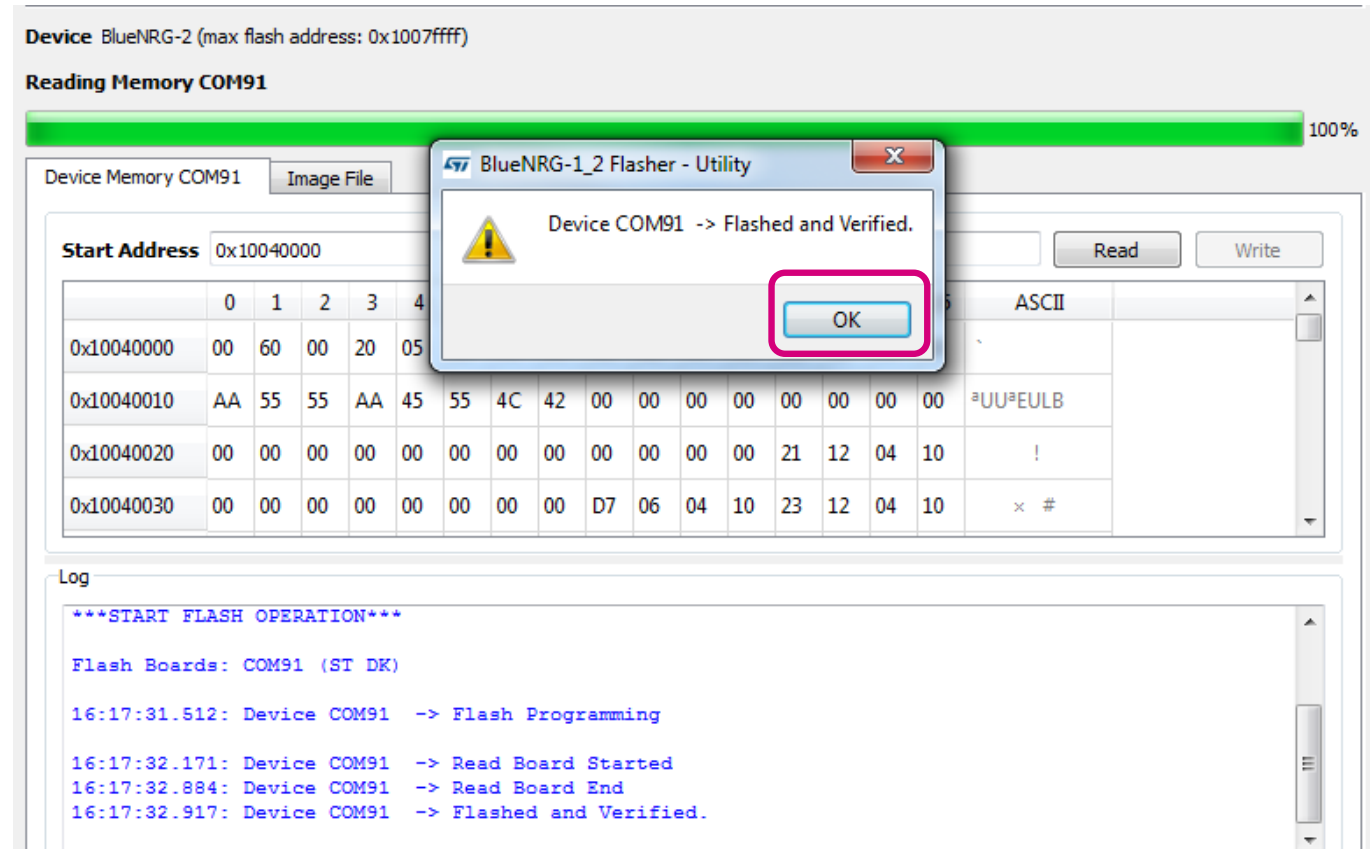 Device BlueNRG-2 (max flash address: 0x1007ffff)
Reading Memory COM91
100%
BlueNRG-1_2 Flasher - Utility
Device COM91 -> Flashed and Verified.
OK
Device Memory COM91 Image File
Start Address 0x10040000 Read Write
0 1 2 3 4 ASCII
0x10040000 00 60 00 20 05 `
0x10040010 AA 55 55 AA 45 55 4C 42 00 00 00 00 00 00 00 00 ªUUªEULB
0x10040020 00 00 00 00 00 00 00 00 00 00 00 00 21 12 04 10 !
0x10040030 00 00 00 00 00 00 00 00 D7 06 04 10 23 12 04 10 × #
Log
***START FLASH OPERATION***
Flash Boards: COM91 (ST DK)
16:17:31.512: Device COM91 -> Flash Programming
16:17:32.171: Device COM91 -> Read Board Started
16:17:32.884: Device COM91 -> Read Board End
16:17:32.917: Device COM91 -> Flashed and Verified.